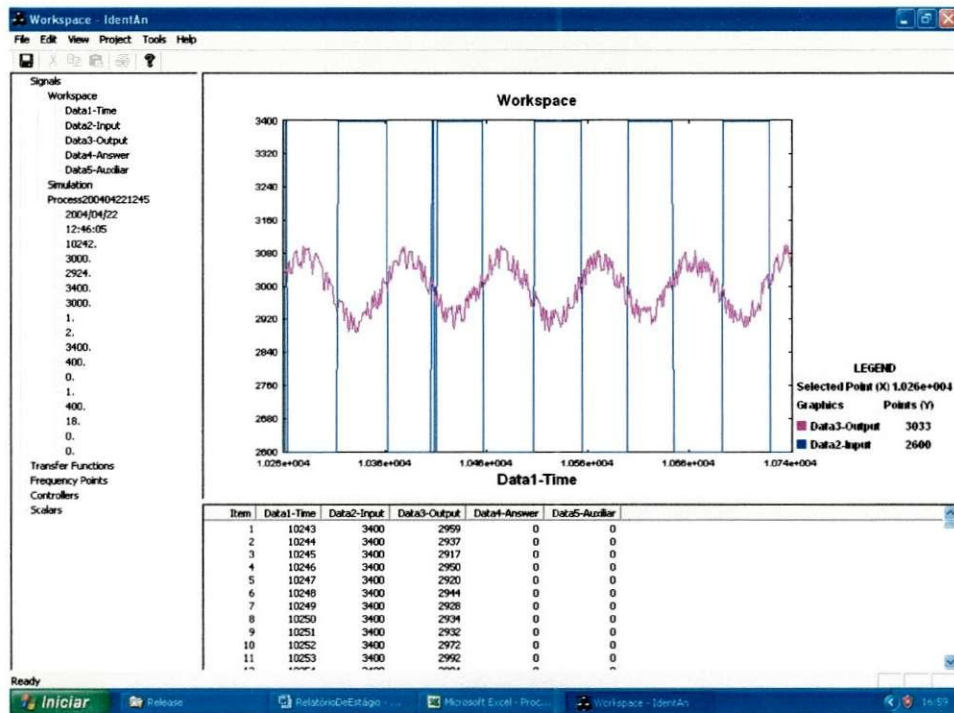 Workspace - IdentAn
File Edit View Project Tools Help
Signals
Workspace
Data1-Time
Data2-Input
Data3-Output
Data4-Answer
Data5-Auxiliar
Simulation
Process200404221245
2004/04/22
12:46:05
10242.
3000.
2924.
3400.
3000.
1.
2.
3400.
400.
0.
1.
400.
18.
0.
0.
Transfer Functions
Frequency Points
Controllers
Scalars
Workspace
3400
3320
3240
3160
3080
3000
2920
2840
2760
2680
2600
1.026e+004 1.036e+004 1.046e+004 1.056e+004 1.066e+004 1.074e+004
Data1-Time
LEGEND
Selected Point (X) 1.026e+004
Graphics Points (Y)
Data3-Output 3033
Data2-Input 2600
Item Data1-Time Data2-Input Data3-Output Data4-Answer Data5-Auxiliar
1 10243 3400 2959 0 0
2 10244 3400 2937 0 0
3 10245 3400 2917 0 0
4 10246 3400 2950 0 0
5 10247 3400 2920 0 0
6 10248 3400 2944 0 0
7 10249 3400 2928 0 0
8 10250 3400 2934 0 0
9 10251 3400 2932 0 0
10 10252 3400 2972 0 0
11 10253 3400 2992 0 0
Ready
Iniciar Release RelatórioDeEstágio - ... Microsoft Excel - Proc... Workspace - IdentAn 16:59